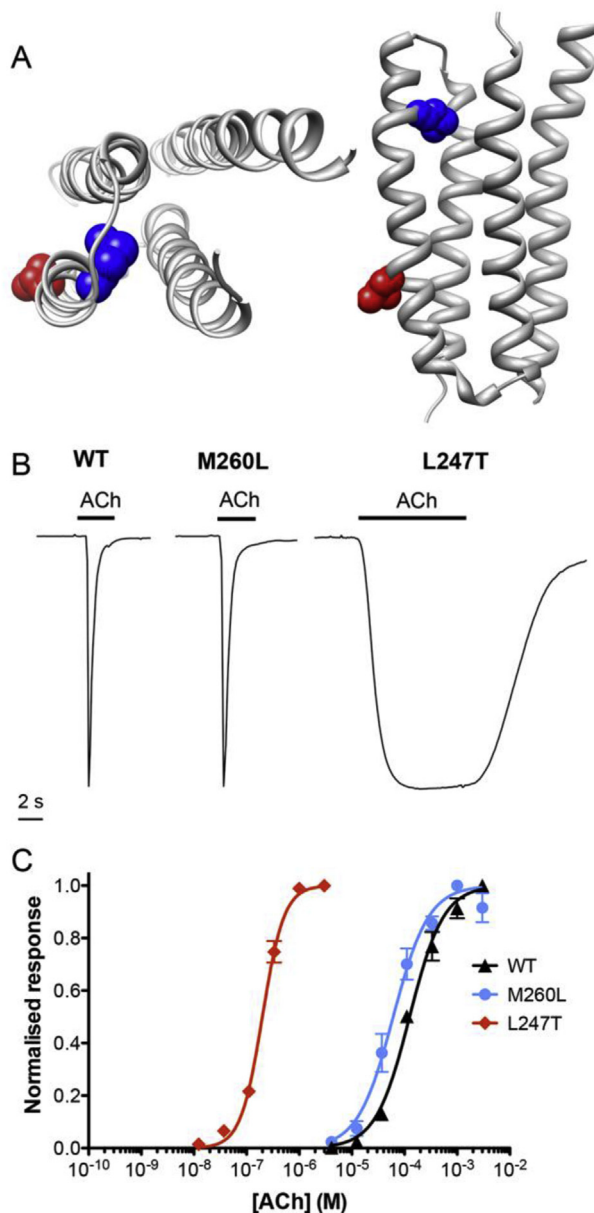 A
B
WT M260L L247T
ACh ACh ACh
2 s
C
Normalised response
1.0
0.8
0.6
0.4
0.2
0.0
WT
M260L
L247T
10⁻¹⁰ 10⁻⁹ 10⁻⁸ 10⁻⁷ 10⁻⁶ 10⁻⁵ 10⁻⁴ 10⁻³ 10⁻²
[ACh] (M)